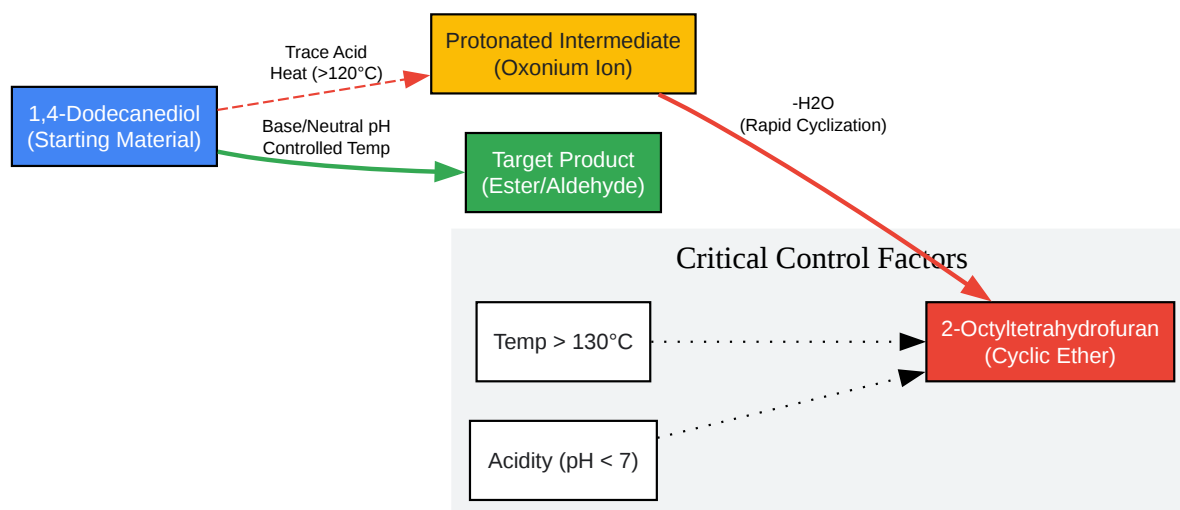 Protonated Intermediate
(Oxonium Ion)
Trace Acid
Heat (>120°C)
1,4-Dodecanediol
(Starting Material)
-H2O
(Rapid Cyclization)
Base/Neutral pH
Controlled Temp
Target Product
(Ester/Aldehyde)
Critical Control Factors
Temp > 130°C
2-Octyltetrahydrofuran
(Cyclic Ether)
Acidity (pH < 7)